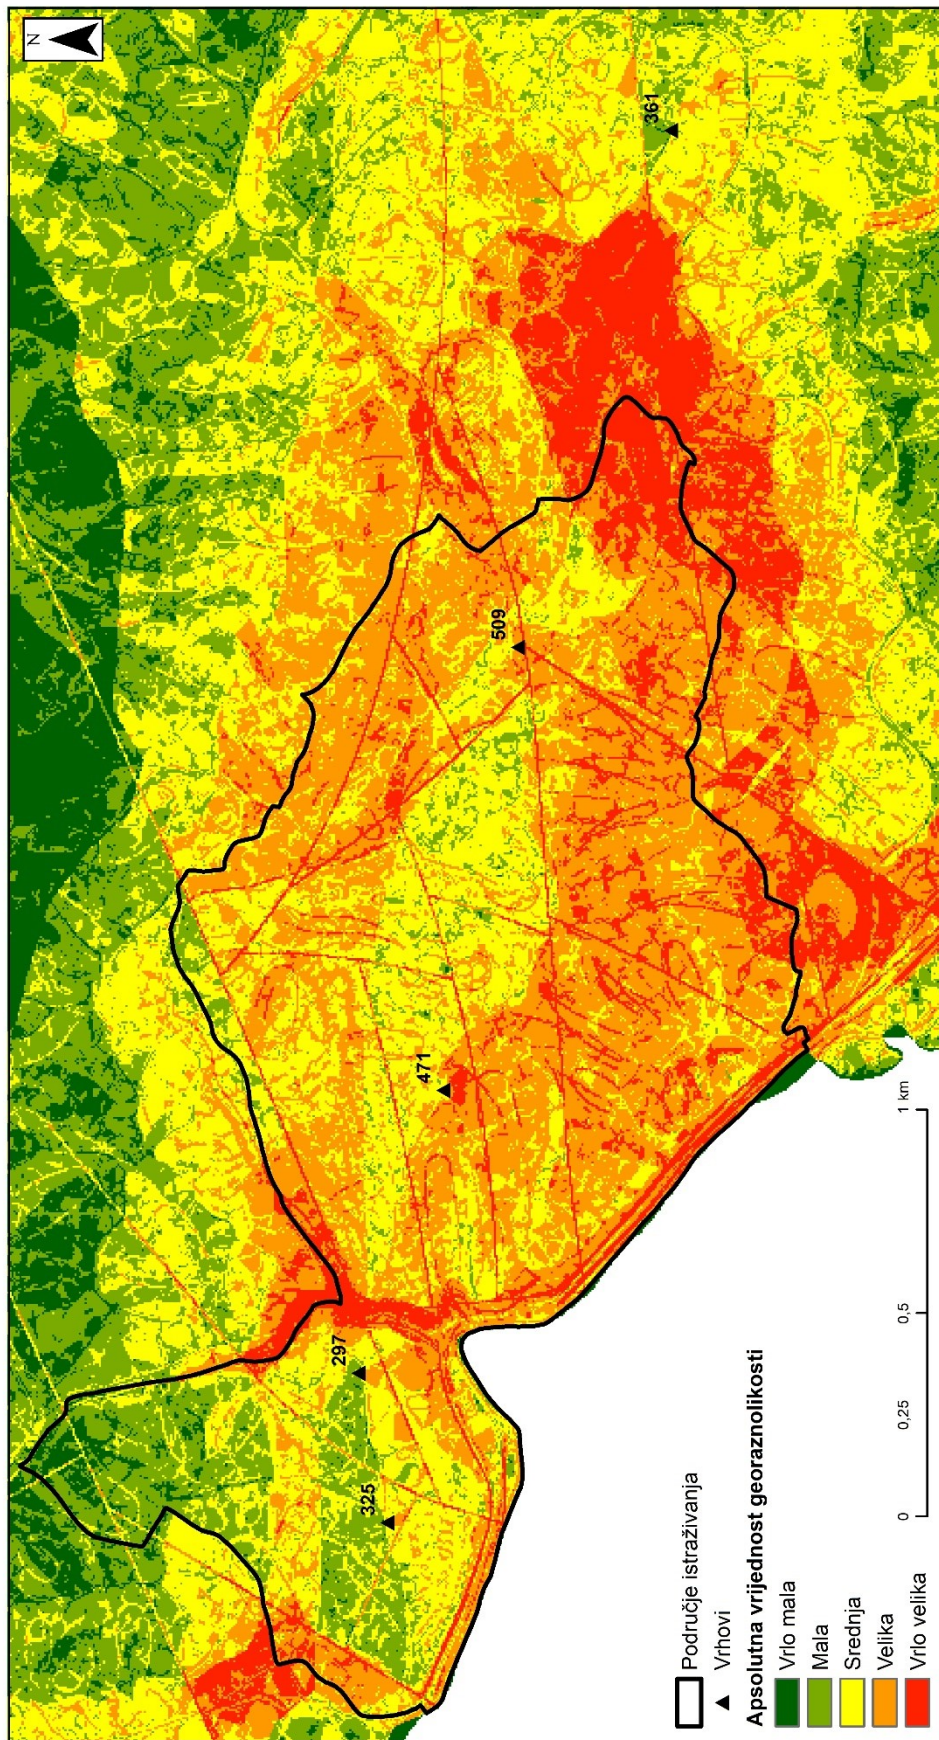 N
361
509
471
297
325
Područje istraživanja
Vrhovi
Apsolutna vrijednost georaznolikosti
Vrlo mala
Mala
Srednja
Velika
Vrlo velika
0 0,25 0,5 1 km